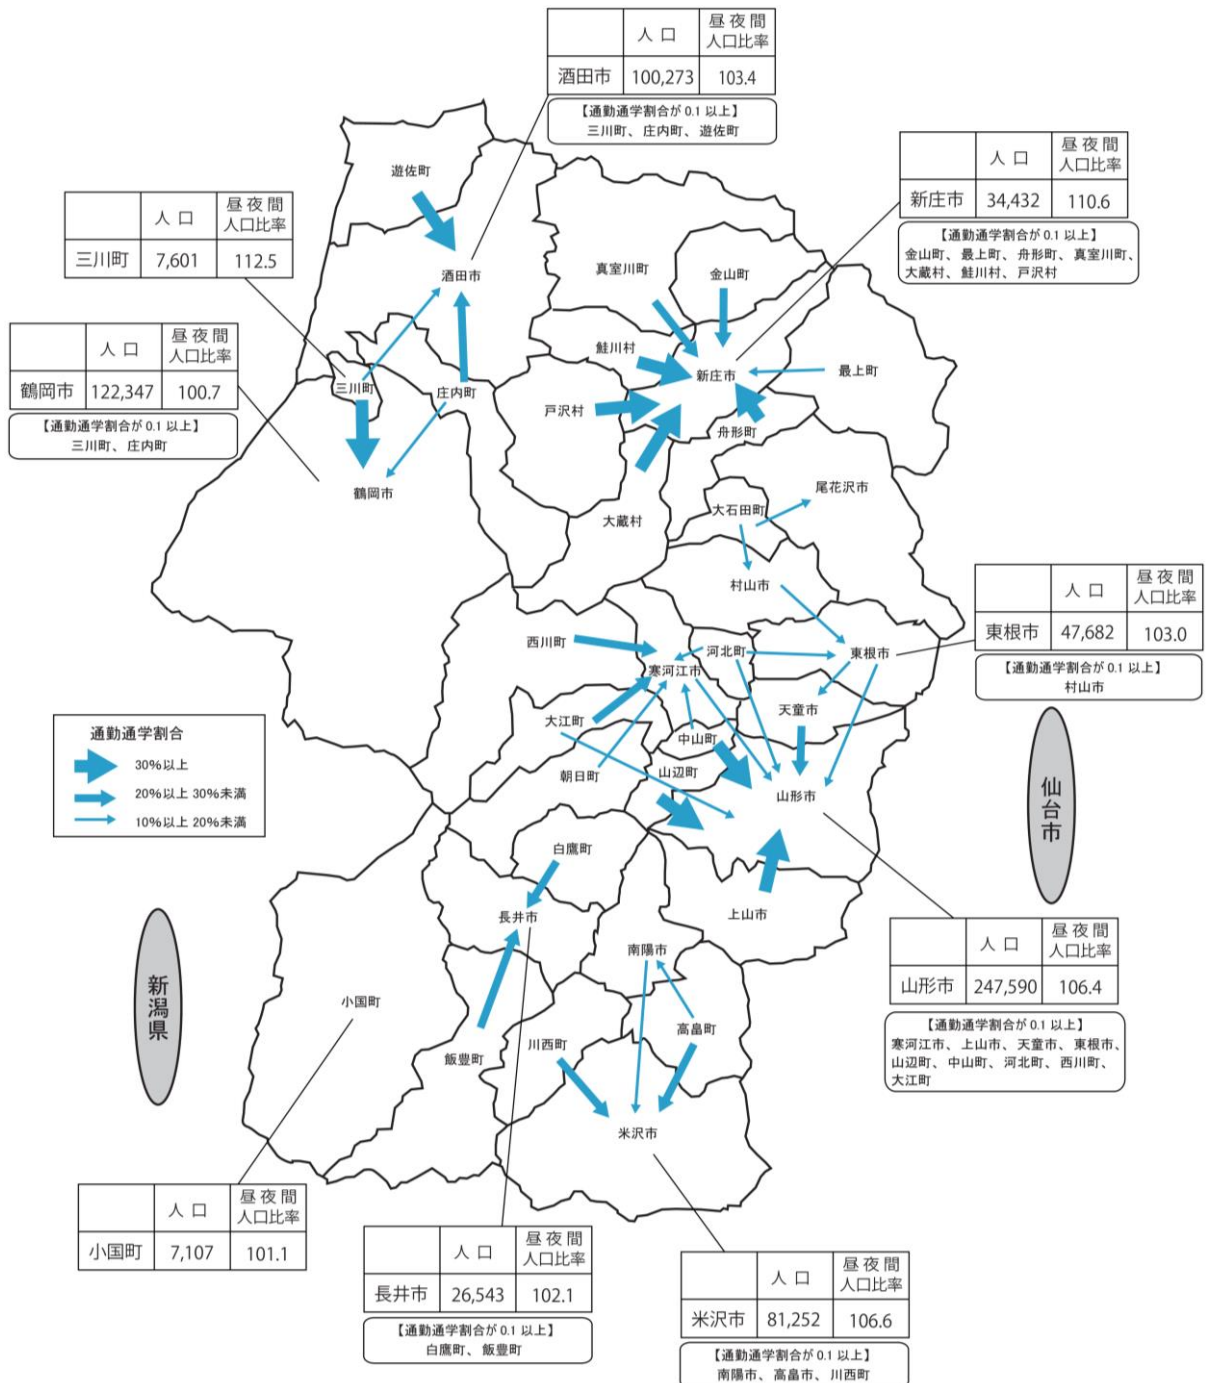 人 口
昼 夜 間
人口比率
酒田市
100,273
103.4
【通勤通学割合が 0.1 以上】
三川町、 庄内町、 遊佐町
人 口
昼 夜 間
人口比率
新庄市
34,432
110.6
【通勤通学割合が 0.1 以上】
金山町、 最上町、 舟形町、 真室川町、
大蔵村、 鮭川村、 戸沢村
人 口
昼 夜 間
人口比率
三川町
7,601
112.5
人 口
昼 夜 間
人口比率
鶴岡市
122,347
100.7
【通勤通学割合が 0.1 以上】
三川町、 庄内町
遊佐町
酒田市
真室川町
金山町
鮭川村
新庄市
最上町
三川町
庄内町
戸沢村
舟形町
鶴岡市
大蔵村
大石田町
尾花沢市
村山市
人 口
昼 夜 間
人口比率
東根市
47,682
103.0
【通勤通学割合が 0.1 以上】
村山市
西川町
河北町
東根市
寒河江市
大江町
天童市
中山町
朝日町
山辺町
山形市
通勤通学割合
30%以上
20%以上 30%未満
10%以上 20%未満
仙台市
白鷹町
長井市
上山市
南陽市
新潟県
小国町
飯豊町
川西町
高畠町
米沢市
人 口
昼 夜 間
人口比率
山形市
247,590
106.4
【通勤通学割合が 0.1 以上】
寒河江市、 上山市、 天童市、 東根市、
山辺町、 中山町、 河北町、 西川町、
大江町
人 口
昼 夜 間
人口比率
小国町
7,107
101.1
人 口
昼 夜 間
人口比率
長井市
26,543
102.1
【通勤通学割合が 0.1 以上】
白鷹町、 飯豊町
人 口
昼 夜 間
人口比率
米沢市
81,252
106.6
【通勤通学割合が 0.1 以上】
南陽市、 高畠市、 川西町